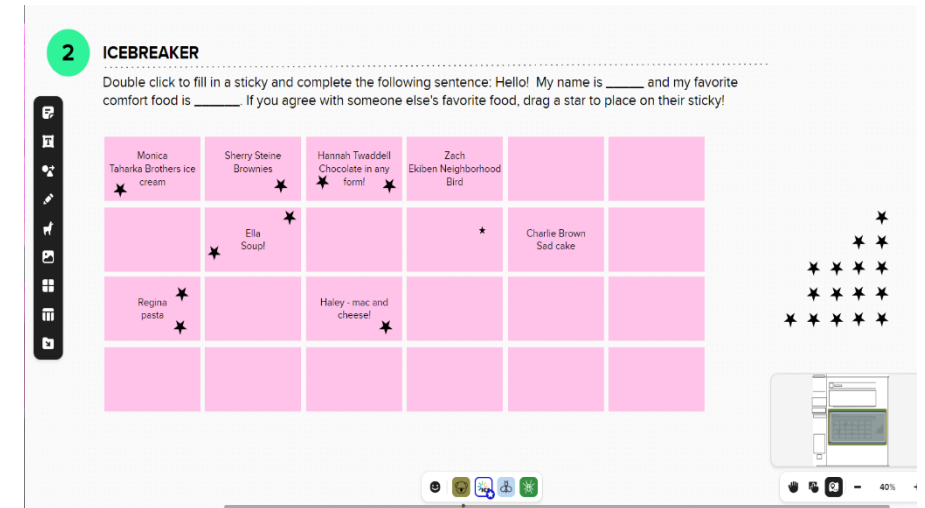 2
ICEBREAKER
Double click to fill in a sticky and complete the following sentence: Hello!  My name is _____ and my favorite
comfort food is ______. If you agree with someone else's favorite food, drag a star to place on their sticky!
Monica
Taharka Brothers ice
cream
Sherry Steine
Brownies
Hannah Twaddell
Chocolate in any
form!
Zach
Ekiben Neighborhood
Bird
Ella
Soup!
Charlie Brown
Sad cake
Regina
pasta
Haley - mac and
cheese!
40%